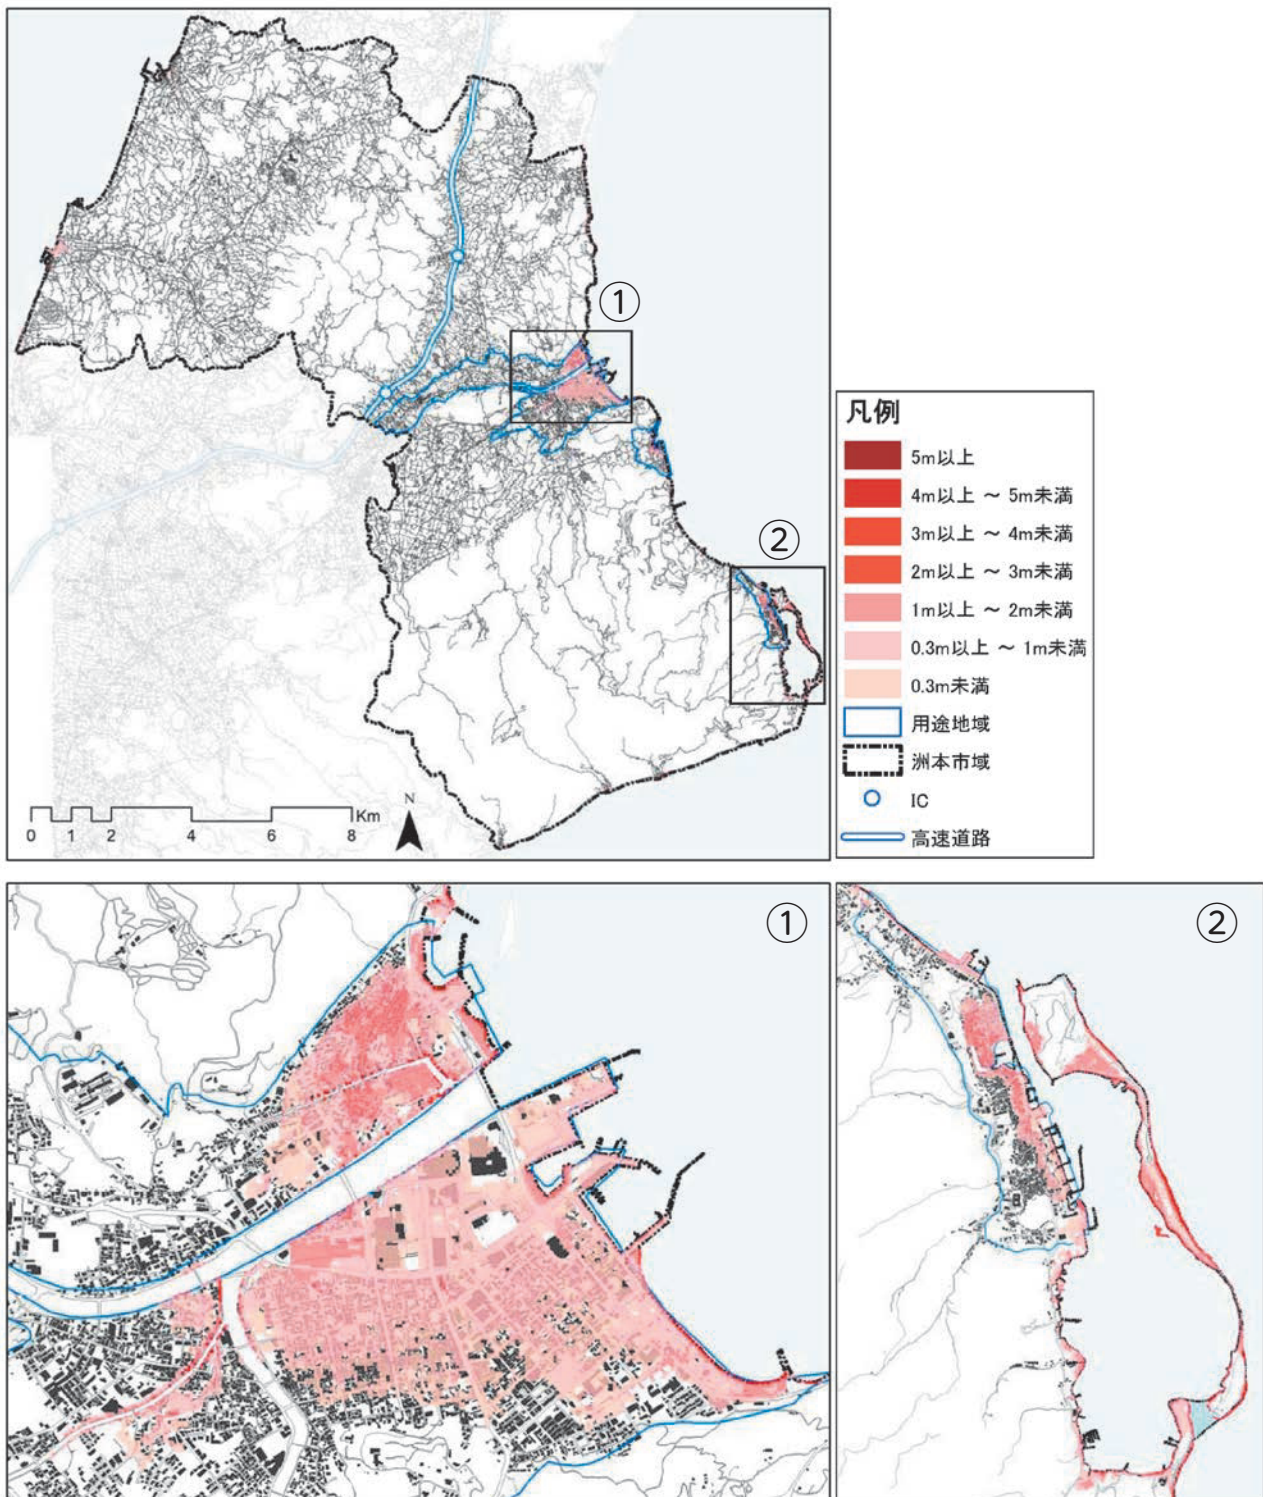 ①
②
N
0 1 2 4 6 8 Km
凡例
5m以上
4m以上 ～ 5m未満
3m以上 ～ 4m未満
2m以上 ～ 3m未満
1m以上 ～ 2m未満
0.3m以上 ～ 1m未満
0.3m未満
用途地域
洲本市域
IC
高速道路
①
②